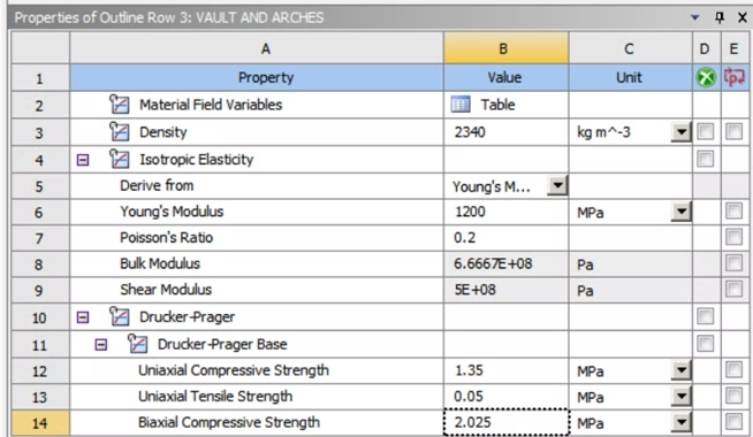 Properties of Outline Row 3: VAULT AND ARCHES
A B C D E
1 Property Value Unit
2 Material Field Variables Table
3 Density 2340 kg m^-3
4 Isotropic Elasticity
5 Derive from Young's M...
6 Young's Modulus 1200 MPa
7 Poisson's Ratio 0.2
8 Bulk Modulus 6.6667E+08 Pa
9 Shear Modulus 5E+08 Pa
10 Drucker-Prager
11 Drucker-Prager Base
12 Uniaxial Compressive Strength 1.35 MPa
13 Uniaxial Tensile Strength 0.05 MPa
14 Biaxial Compressive Strength 2.025 MPa